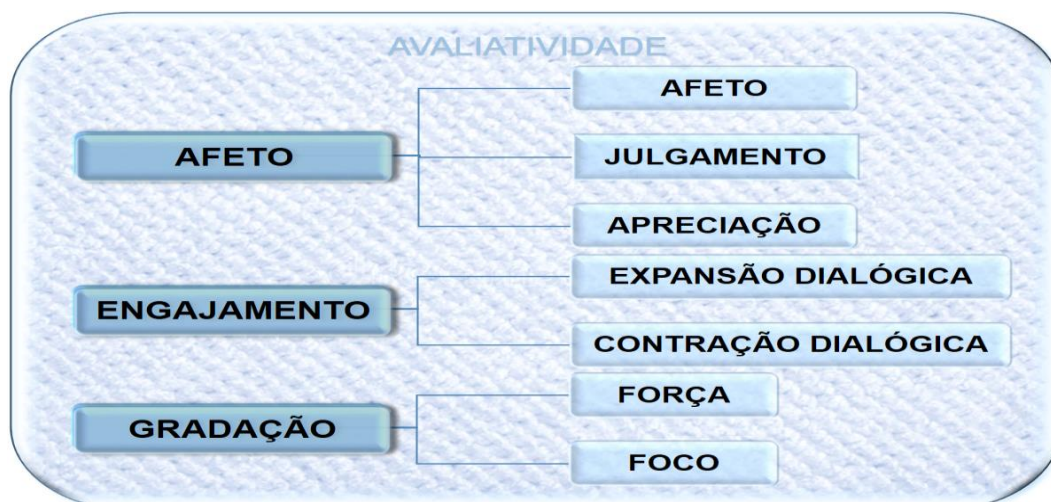 AVALIATIVIDADE
AFETO
AFETO
JULGAMENTO
APRECIAÇÃO
ENGAJAMENTO
EXPANSÃO DIALÓGICA
CONTRAÇÃO DIALÓGICA
GRADAÇÃO
FORÇA
FOCO